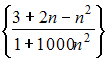 {(3 + 2n − n²)/(1 + 1000n²)}